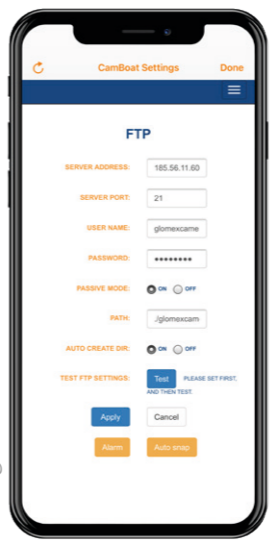 CamBoat Settings Done
FTP
SERVER ADDRESS: 185.56.11.60
SERVER PORT: 21
USER NAME: glomexcame
PASSWORD: ••••••••
PASSIVE MODE: ON OFF
PATH: ./glomexcam
AUTO CREATE DIR: ON OFF
TEST FTP SETTINGS: Test PLEASE SET FIRST,
AND THEN TEST.
Apply Cancel
Alarm Auto snap
)